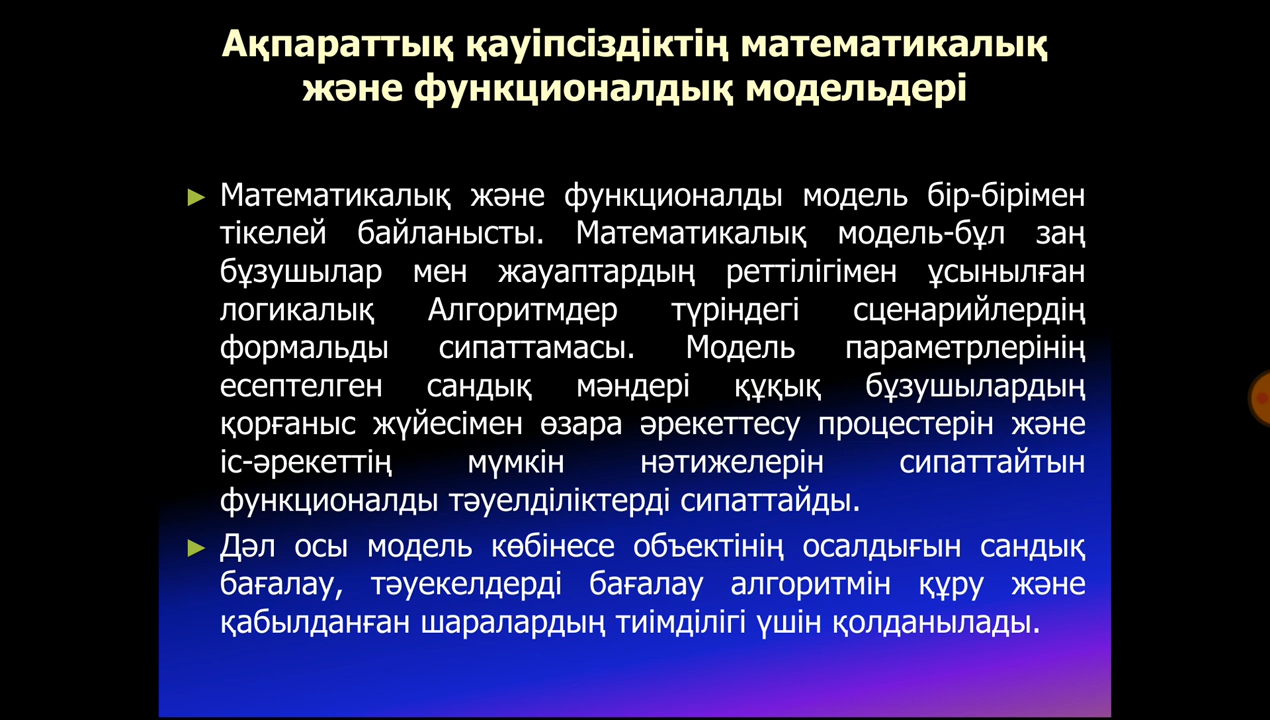 Ақпараттық қауіпсіздіктің математикалық
және функционалдық модельдері
► Математикалық және функционалды модель бір-бірімен
тікелей байланысты. Математикалық модель-бұл заң
бұзушылар мен жауаптардың реттілігімен ұсынылған
логикалық Алгоритмдер түріндегі сценарийлердің
формальды сипаттамасы. Модель параметрлерінің
есептелген сандық мәндері құқық бұзушылардың
қорғаныс жүйесімен өзара әрекеттесу процестерін және
іс-әрекеттің мүмкін нәтижелерін сипаттайтын
функционалды тәуелділіктерді сипаттайды.
► Дәл осы модель көбінесе объектінің осалдығын сандық
бағалау, тәуекелдерді бағалау алгоритмін құру және
қабылданған шаралардың тиімділігі үшін қолданылады.